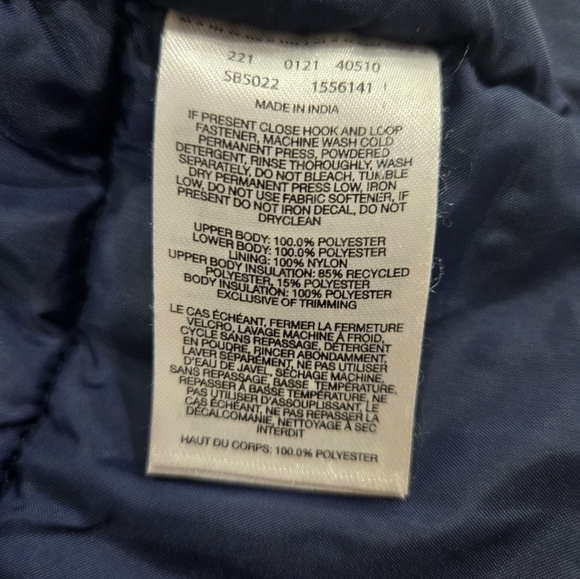 221 0121 40510
SB5022 1556141
MADE IN INDIA
IF PRESENT CLOSE HOOK AND LOOP
FASTENER, MACHINE WASH COLD
PERMANENT PRESS, POWDERED
DETERGENT, RINSE THOROUGHLY, WASH
SEPARATELY, DO NOT BLEACH, TUMBLE
DRY PERMANENT PRESS LOW, IRON
LOW, DO NOT USE FABRIC SOFTENER, IF
PRESENT DO NOT IRON DECAL, DO NOT
DRYCLEAN
UPPER BODY: 100.0% POLYESTER
LOWER BODY: 100.0% POLYESTER
LINING: 100% NYLON
UPPER BODY INSULATION: 85% RECYCLED
POLYESTER, 15% POLYESTER
BODY INSULATION: 100% POLYESTER
EXCLUSIVE OF TRIMMING
LE CAS ÉCHÉANT, FERMER LA FERMETURE
VELCRO, LAVAGE MACHINE À FROID,
CYCLE SANS REPASSAGE, DÉTERGENT
EN POUDRE, RINCER ABONDAMMENT,
LAVER SÉPAREMENT, NE PAS UTILISER
D'EAU DE JAVEL, SÉCHAGE MACHINE,
SANS REPASSAGE, BASSE TEMPÉRATURE,
REPASSER À BASSE TEMPÉRATURE, NE
PAS UTILISER D'ASSOUPLISSANT, LE
CAS ÉCHÉANT, NE PAS REPASSER LA
DÉCALCOMANIE, NETTOYAGE À SEC
INTERDIT
HAUT DU CORPS: 100.0% POLYESTER